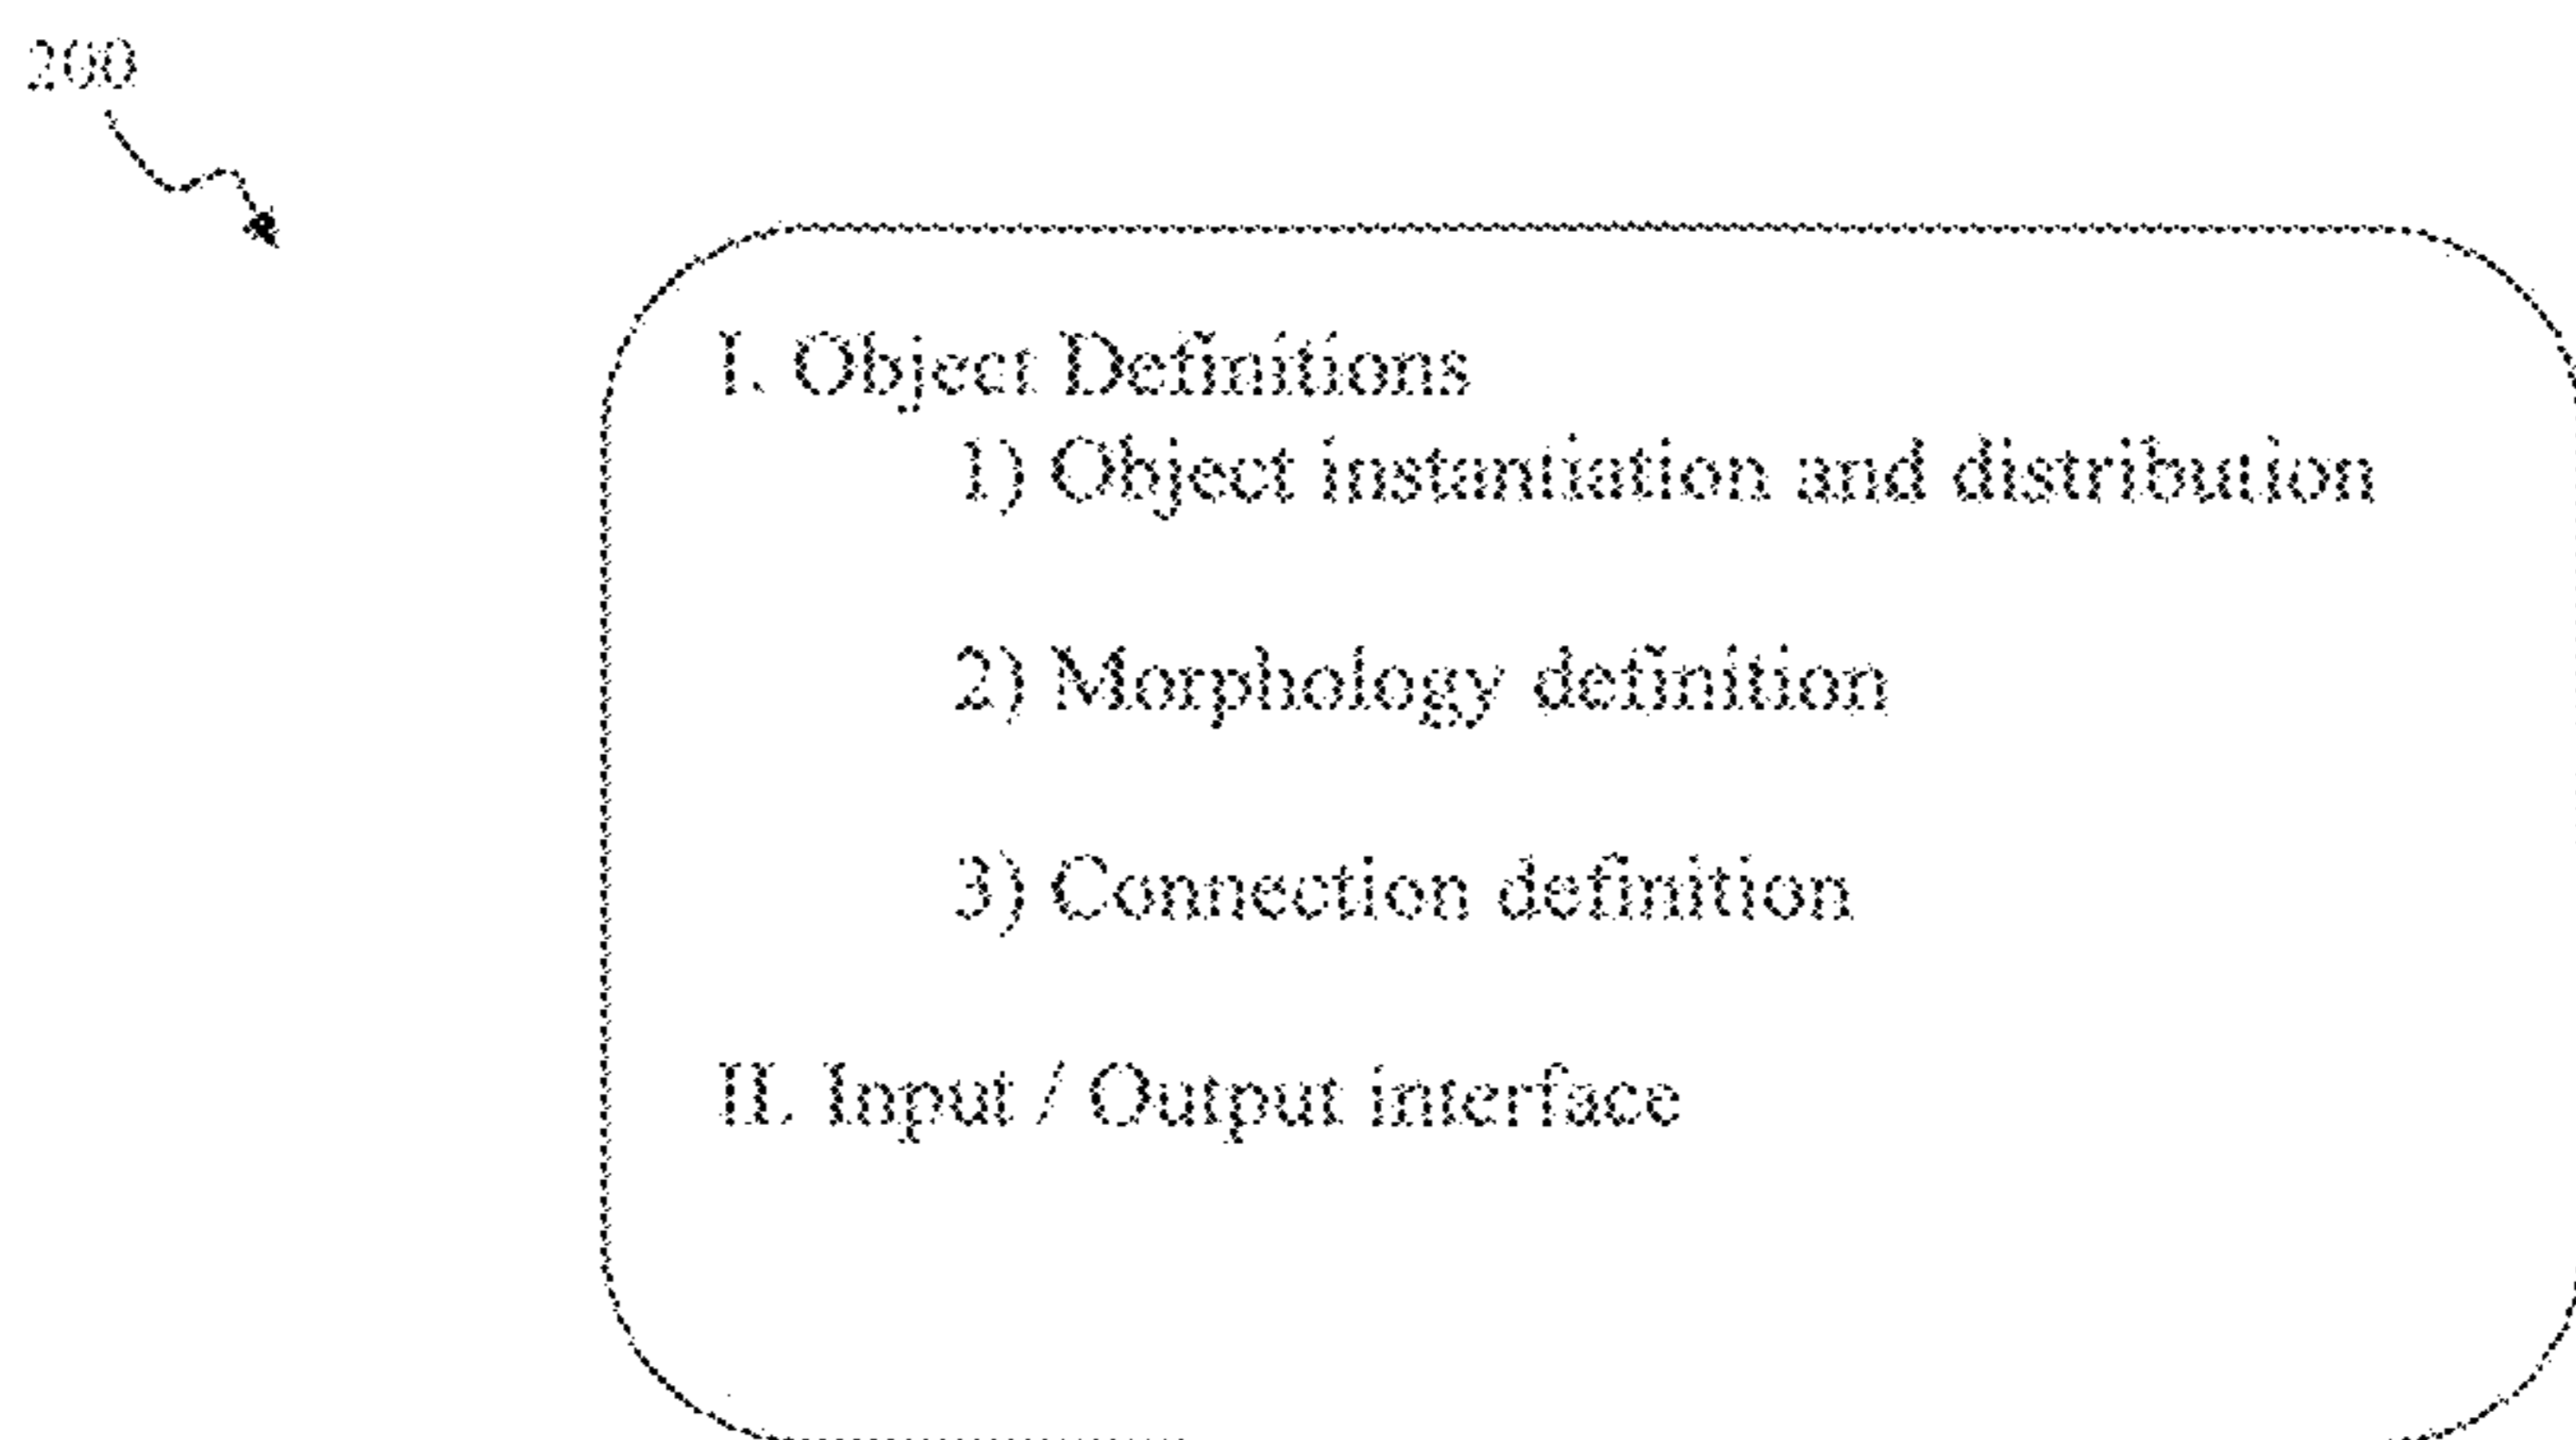 200
I. Object Definitions
1) Object instantiation and distribution
2) Morphology definition
3) Connection definition
II. Input / Output interface